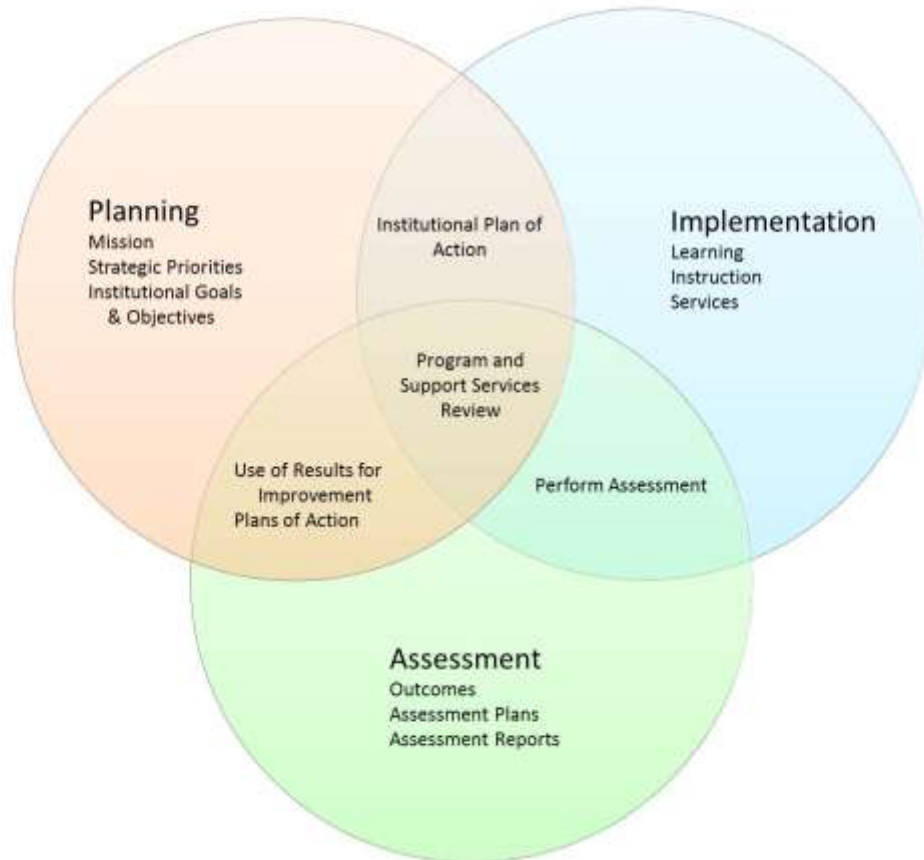 Planning
Mission
Strategic Priorities
Institutional Goals
& Objectives
Institutional Plan of
Action
Implementation
Learning
Instruction
Services
Program and
Support Services
Review
Use of Results for
Improvement
Plans of Action
Perform Assessment
Assessment
Outcomes
Assessment Plans
Assessment Reports